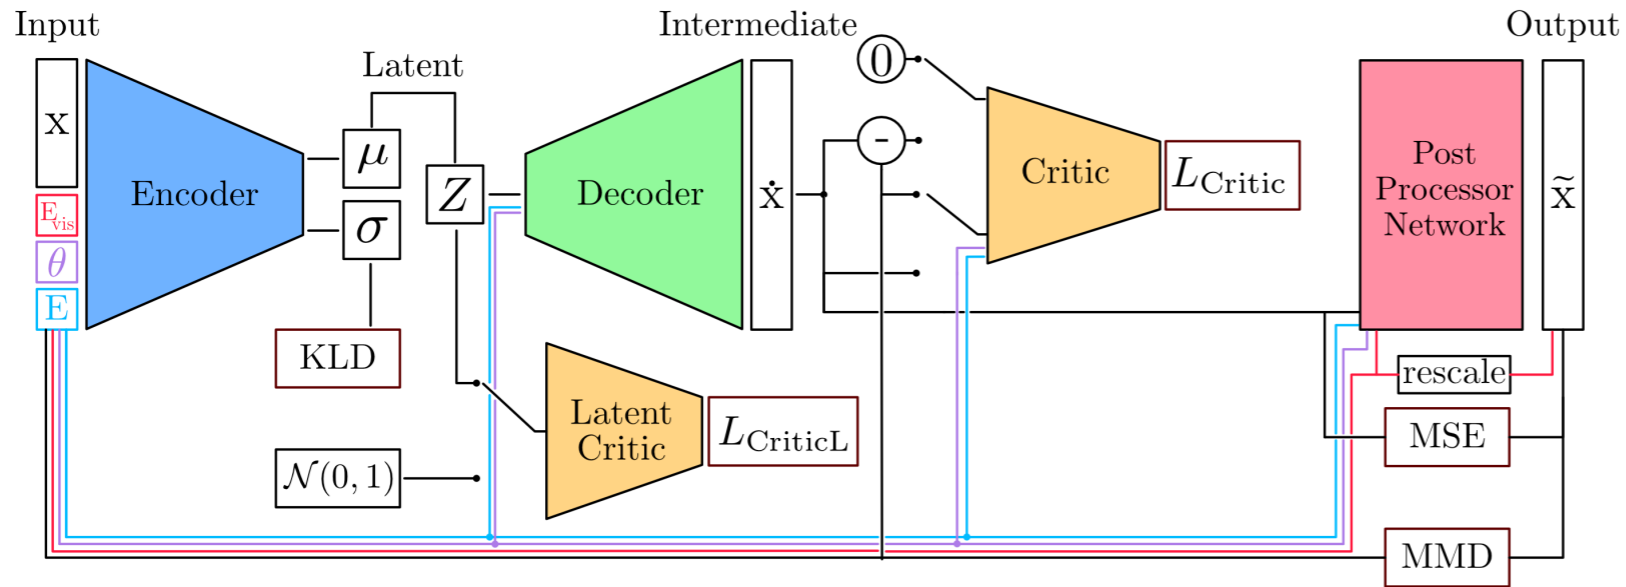 Input
Intermediate
Output
Latent
0
x
μ
-
Critic
L_Critic
Post
Processor
Network
x̃
Encoder
Z
Decoder
ẋ
E_vis
σ
θ
E
KLD
rescale
Latent
Critic
L_CriticL
MSE
𝒩(0, 1)
MMD